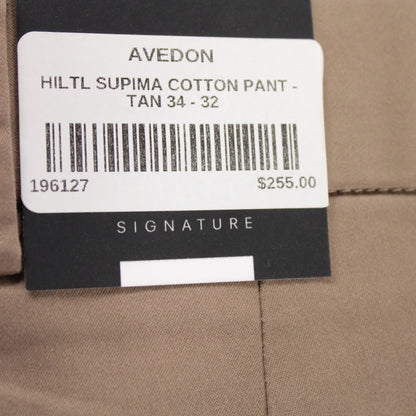 AVEDON
HILTL SUPIMA COTTON PANT -
TAN 34 - 32
196127 $255.00
SIGNATURE